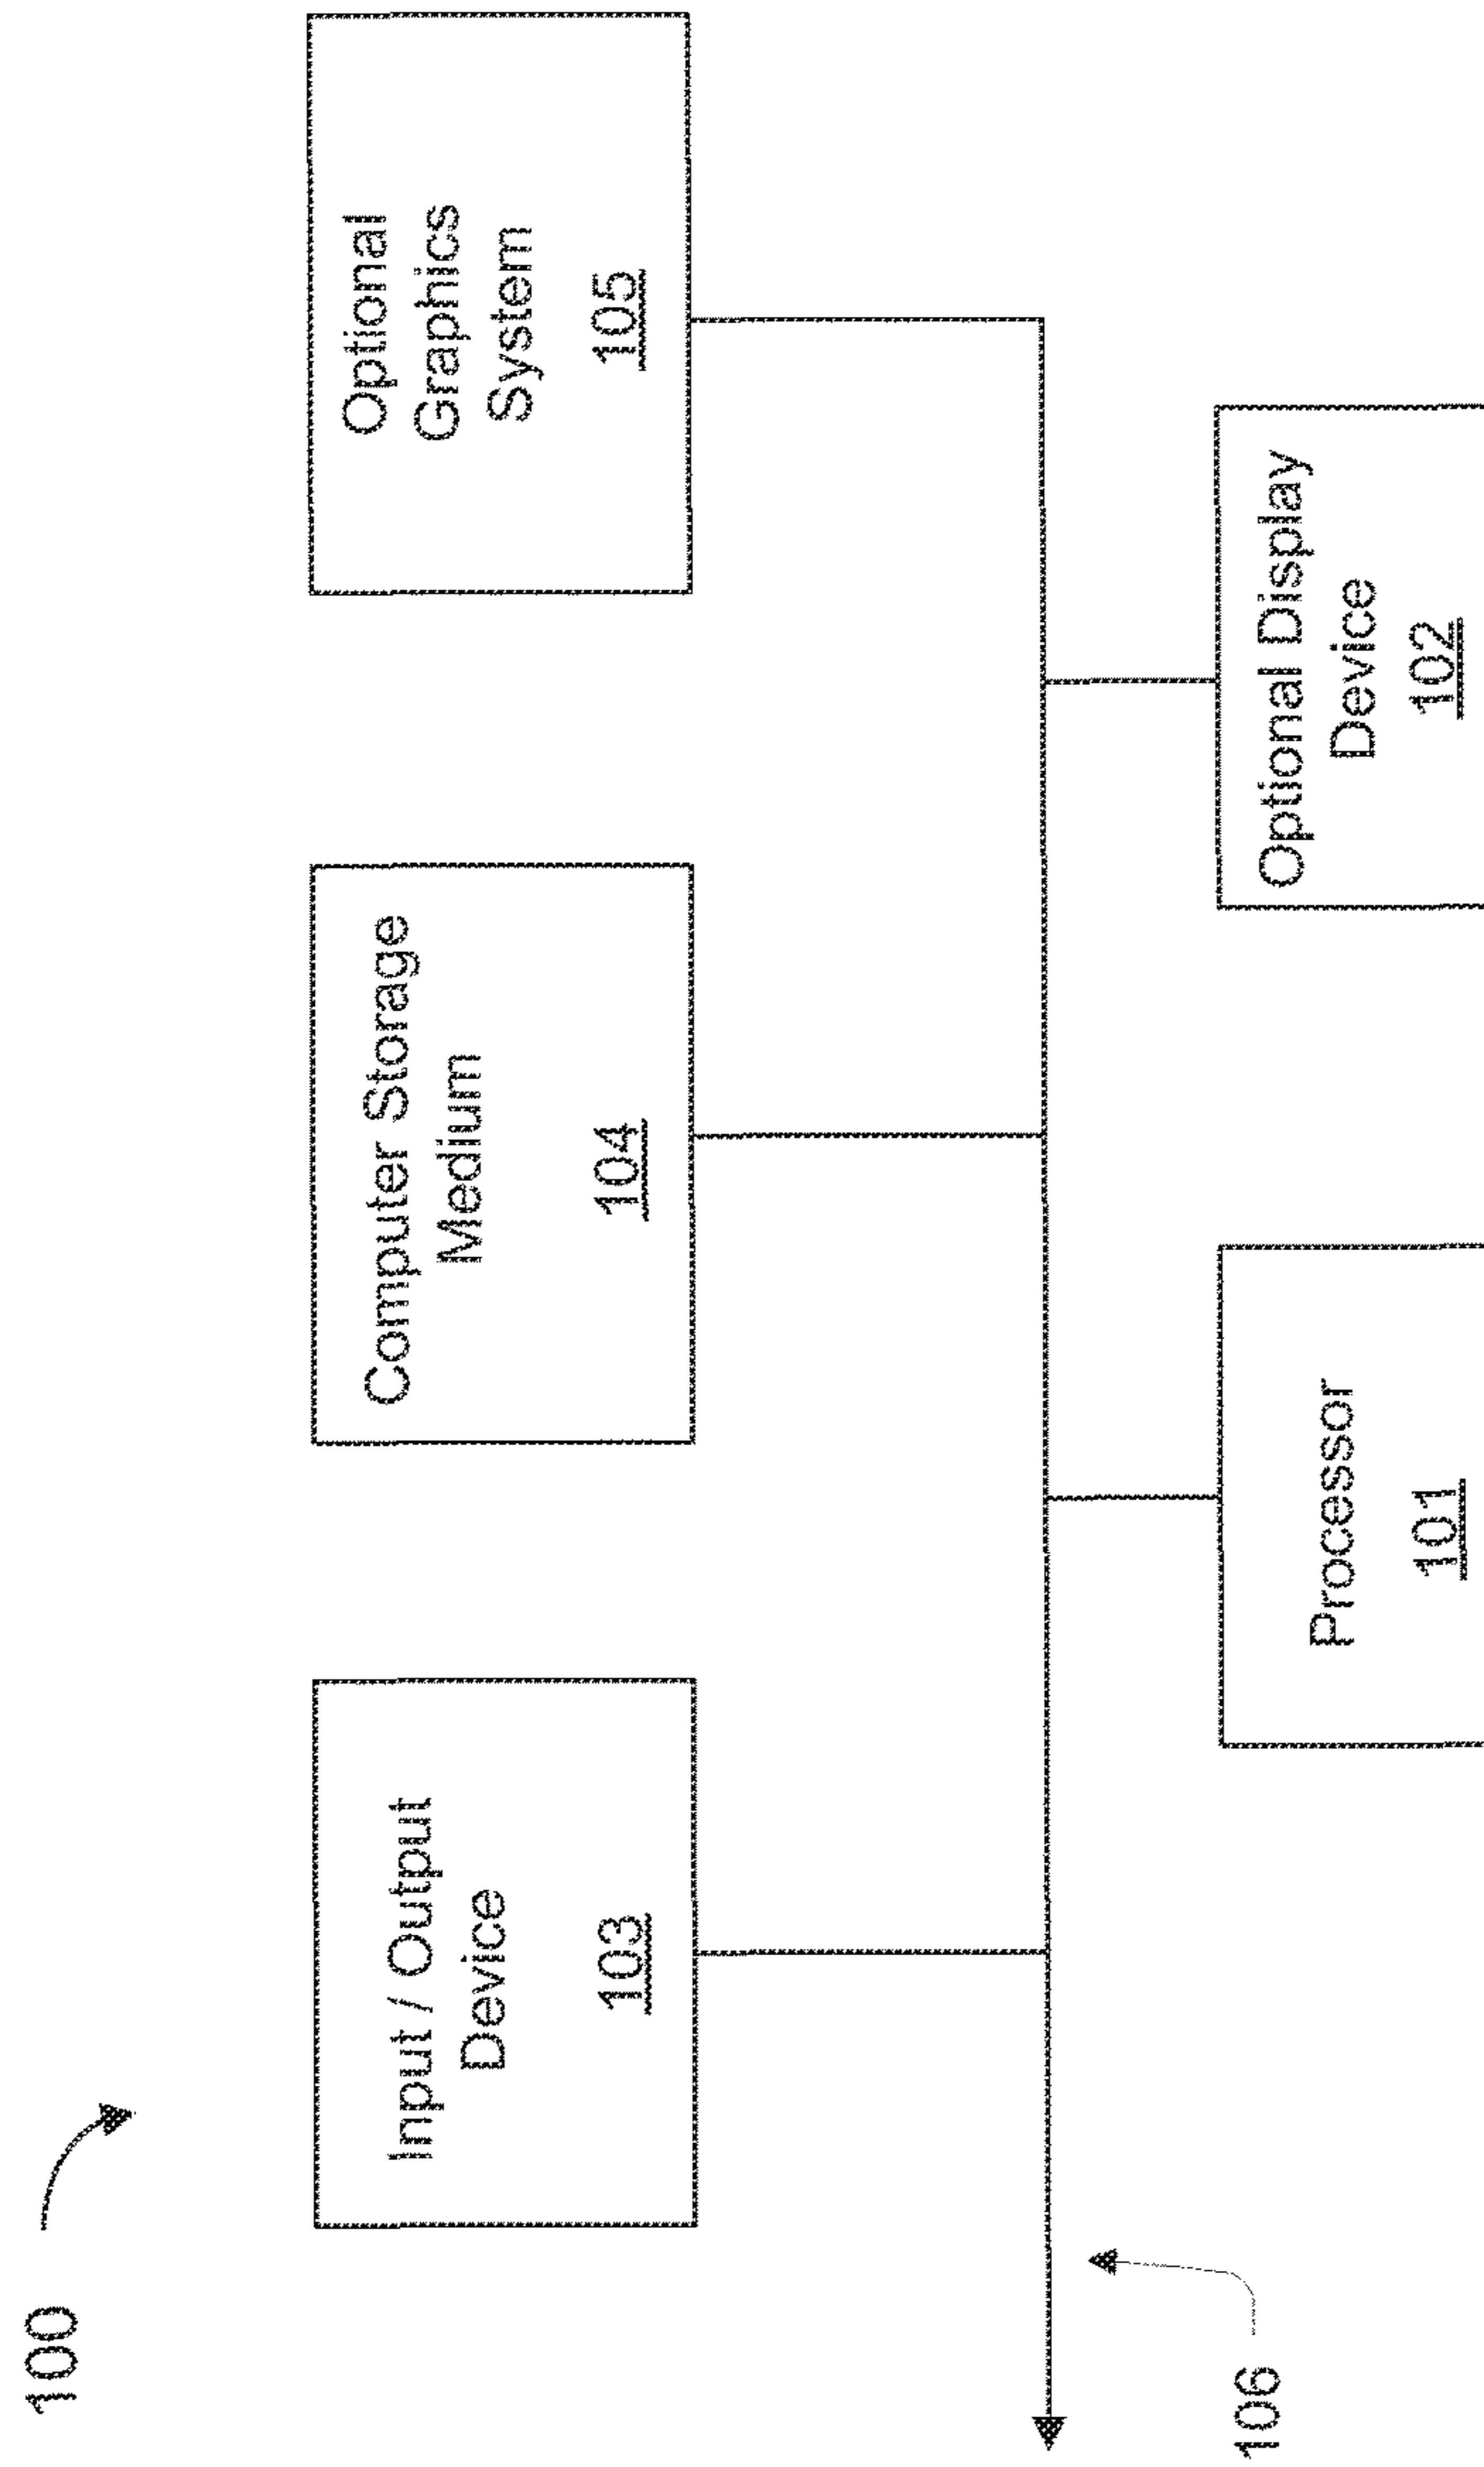 100
Input / Output
Device
103
Computer Storage
Medium
104
Optional
Graphics
System
105
106
Processor
101
Optional Display
Device
102